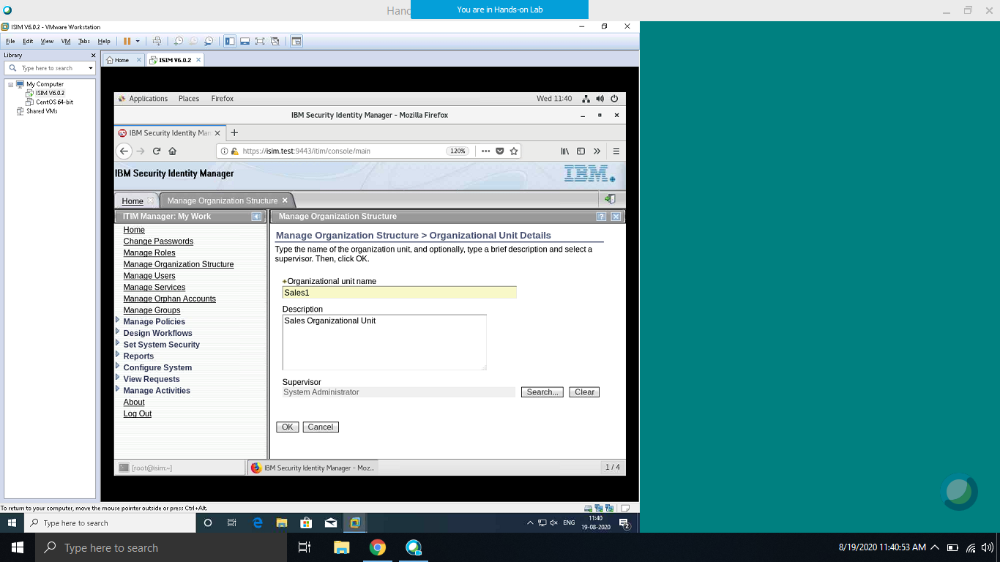 You are in Hands-on Lab
ISIM V6.0.2 - VMware Workstation
File Edit View VM Tabs Help
Library
Type here to search
My Computer
ISIM V6.0.2
CentOS 64-bit
Shared VMs
Home ISIM V6.0.2
Applications Places Firefox Wed 11:40
IBM Security Identity Manager - Mozilla Firefox
IBM Security Identity Man
https://isim.test:9443/itim/console/main 120%
IBM Security Identity Manager IBM.
Home Manage Organization Structure
ITIM Manager: My Work
Home
Change Passwords
Manage Roles
Manage Organization Structure
Manage Users
Manage Services
Manage Orphan Accounts
Manage Groups
Manage Policies
Design Workflows
Set System Security
Reports
Configure System
View Requests
Manage Activities
About
Log Out
Manage Organization Structure
Manage Organization Structure > Organizational Unit Details
Type the name of the organization unit, and optionally, type a brief description and select a
supervisor. Then, click OK.
Organizational unit name
Sales1
Description
Sales Organizational Unit
Supervisor
System Administrator Search... Clear
OK Cancel
[root@isim:~] IBM Security Identity Manager - Moz... 1 / 4
To return to your computer, move the mouse pointer outside or press Ctrl+Alt.
Type here to search ENG 11:40
19-08-2020 2
Type here to search 8/19/2020 11:40:53 AM